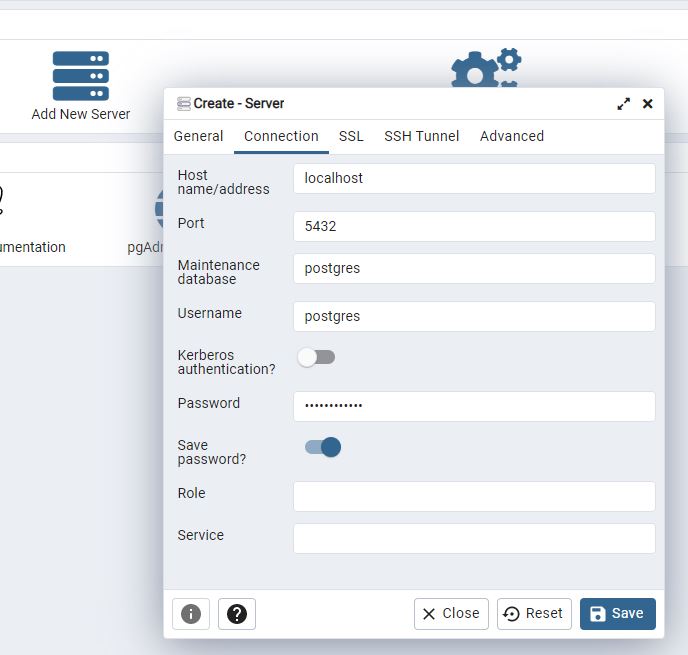 Add New Server
umentation
pgAdr
Create - Server
General Connection SSL SSH Tunnel Advanced
Host
name/address
localhost
Port
5432
Maintenance
database
postgres
Username
postgres
Kerberos
authentication?
Password
••••••••••••
Save
password?
Role
Service
Close
Reset
Save